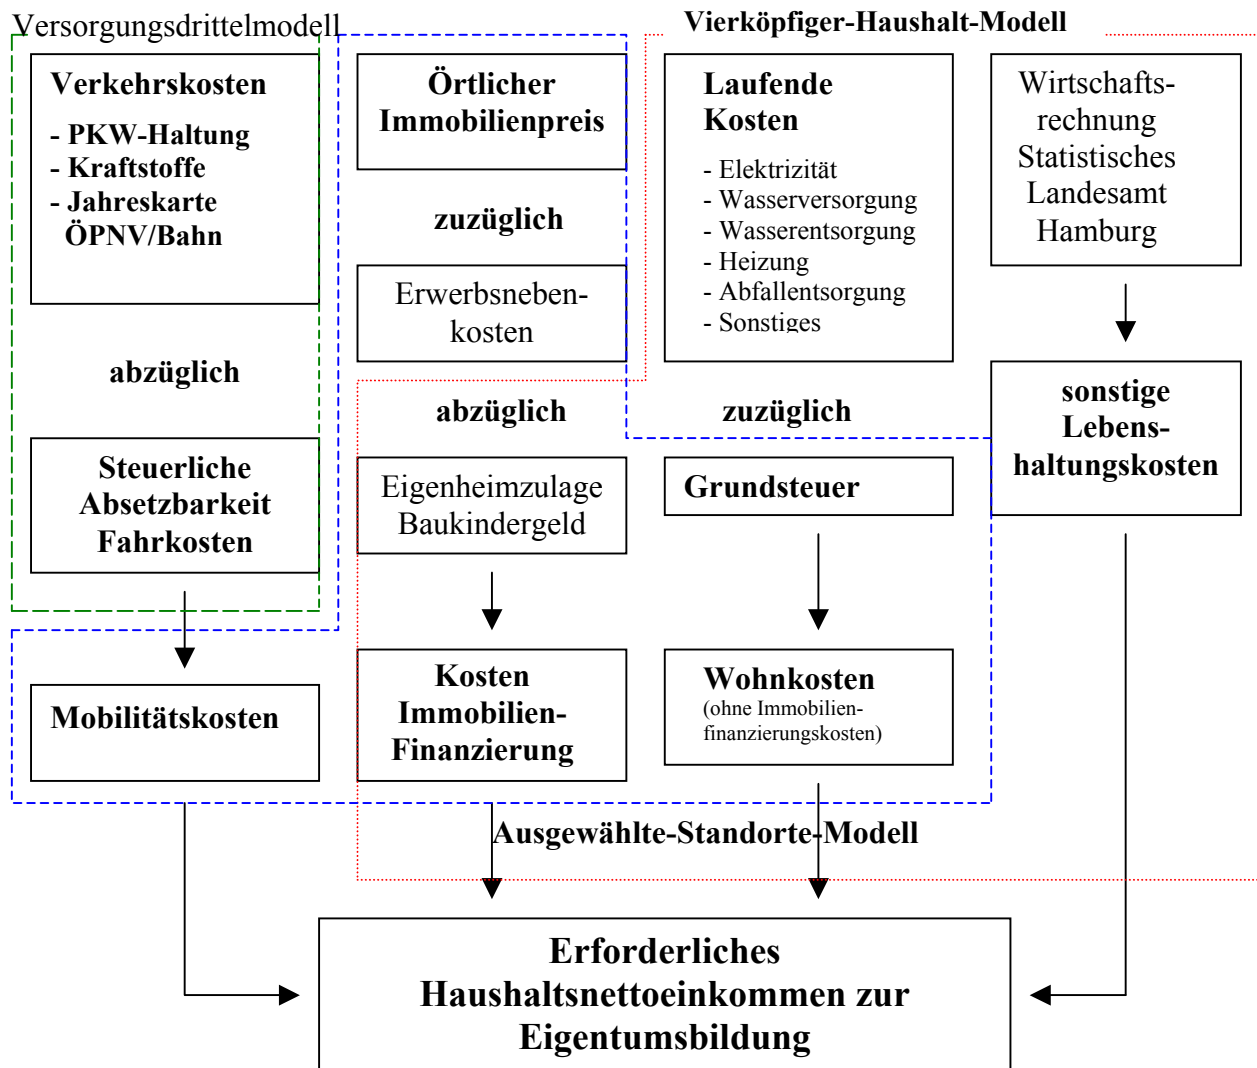 Versorgungsdrittelmodell
Vierköpfiger-Haushalt-Modell
Verkehrskosten
- PKW-Haltung
- Kraftstoffe
- Jahreskarte
ÖPNV/Bahn
abzüglich
Steuerliche
Absetzbarkeit
Fahrkosten
Mobilitätskosten
Örtlicher
Immobilienpreis
zuzüglich
Erwerbsneben-
kosten
abzüglich
Eigenheimzulage
Baukindergeld
Kosten
Immobilien-
Finanzierung
Laufende
Kosten
- Elektrizität
- Wasserversorgung
- Wasserentsorgung
- Heizung
- Abfallentsorgung
- Sonstiges
zuzüglich
Grundsteuer
Wohnkosten
(ohne Immobilien-
finanzierungskosten)
Wirtschafts-
rechnung
Statistisches
Landesamt
Hamburg
sonstige
Lebens-
haltungskosten
Ausgewählte-Standorte-Modell
Erforderliches
Haushaltsnettoeinkommen zur
Eigentumsbildung